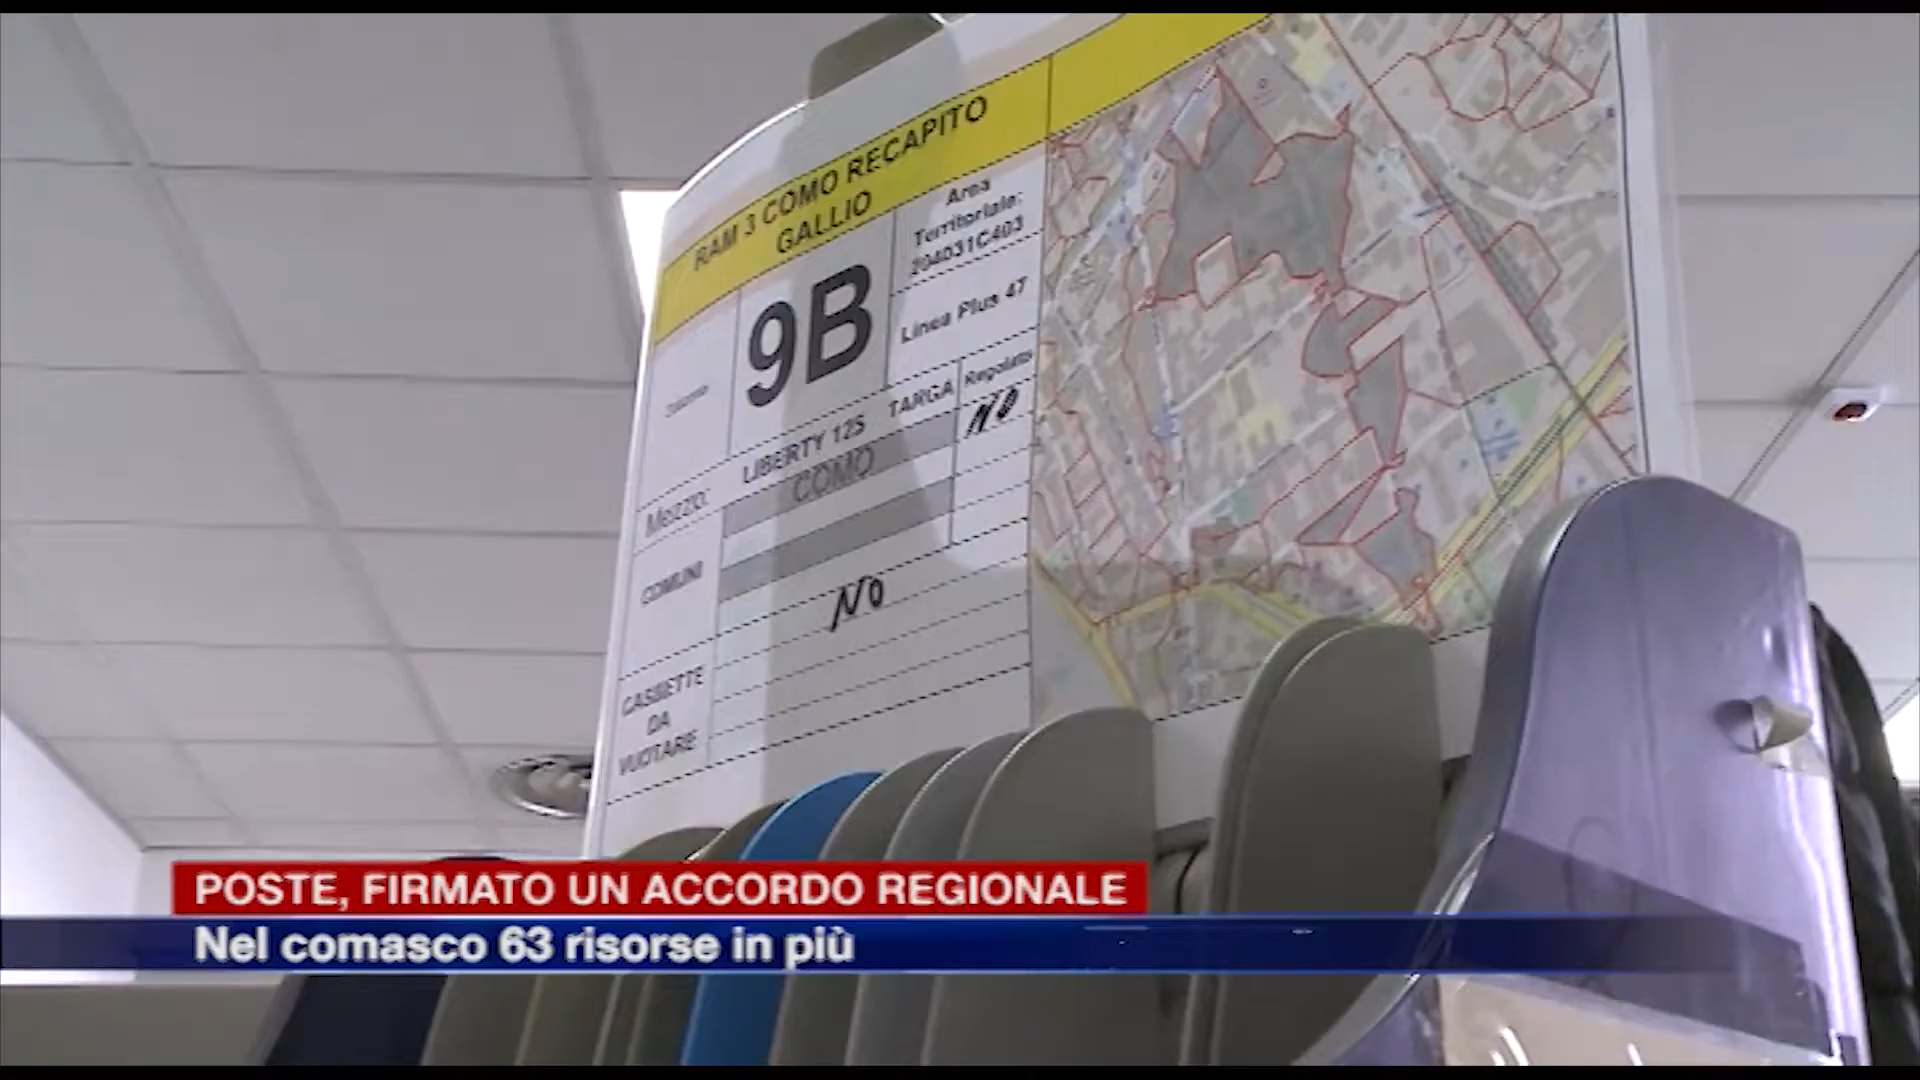 RAM 3 COMO RECAPITO
GALLIO
Area
Territoriale:
204031C403
9B
Linea Plus 47
LIBERTY 125
TARGA
Regolato
NO
Mezzo:
COMO
COMUNI
NO
CASSETTE
DA
VUOTARE
POSTE, FIRMATO UN ACCORDO REGIONALE
Nel comasco 63 risorse in più